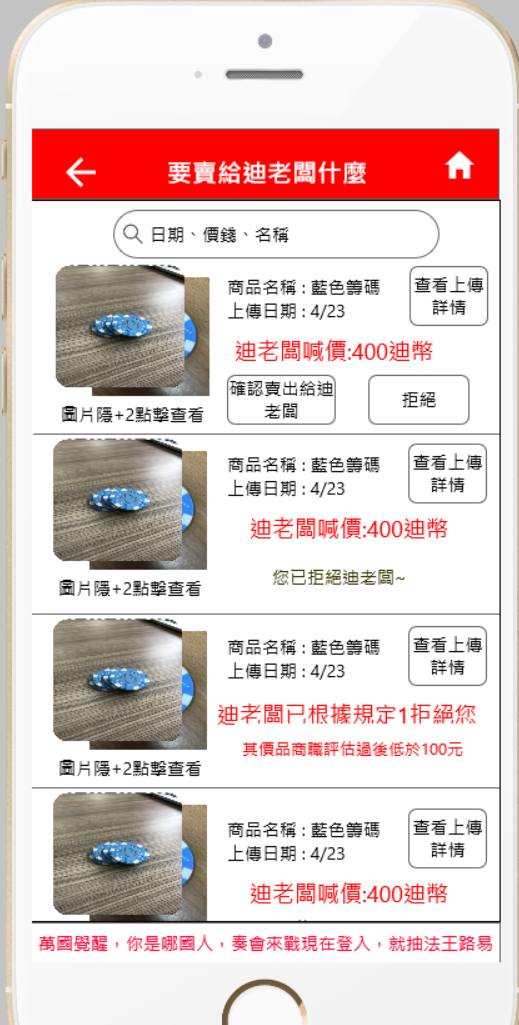 要賣給迪老闆什麼
日期、價錢、名稱
商品名稱:藍色籌碼
上傳日期:4/23
查看上傳
詳情
迪老闆喊價:400迪幣
確認賣出給迪
老闆
拒絕
圖片隱+2點擊查看
商品名稱:藍色籌碼
上傳日期:4/23
查看上傳
詳情
迪老闆喊價:400迪幣
您已拒絕迪老闆~
圖片隱+2點擊查看
商品名稱:藍色籌碼
上傳日期:4/23
查看上傳
詳情
迪老闆已根據規定1拒絕您
其價品商職評估過後低於100元
圖片隱+2點擊查看
商品名稱:藍色籌碼
上傳日期:4/23
查看上傳
詳情
迪老闆喊價:400迪幣
萬國覺醒，你是哪國人，奏會來戰現在登入，就抽法王路易